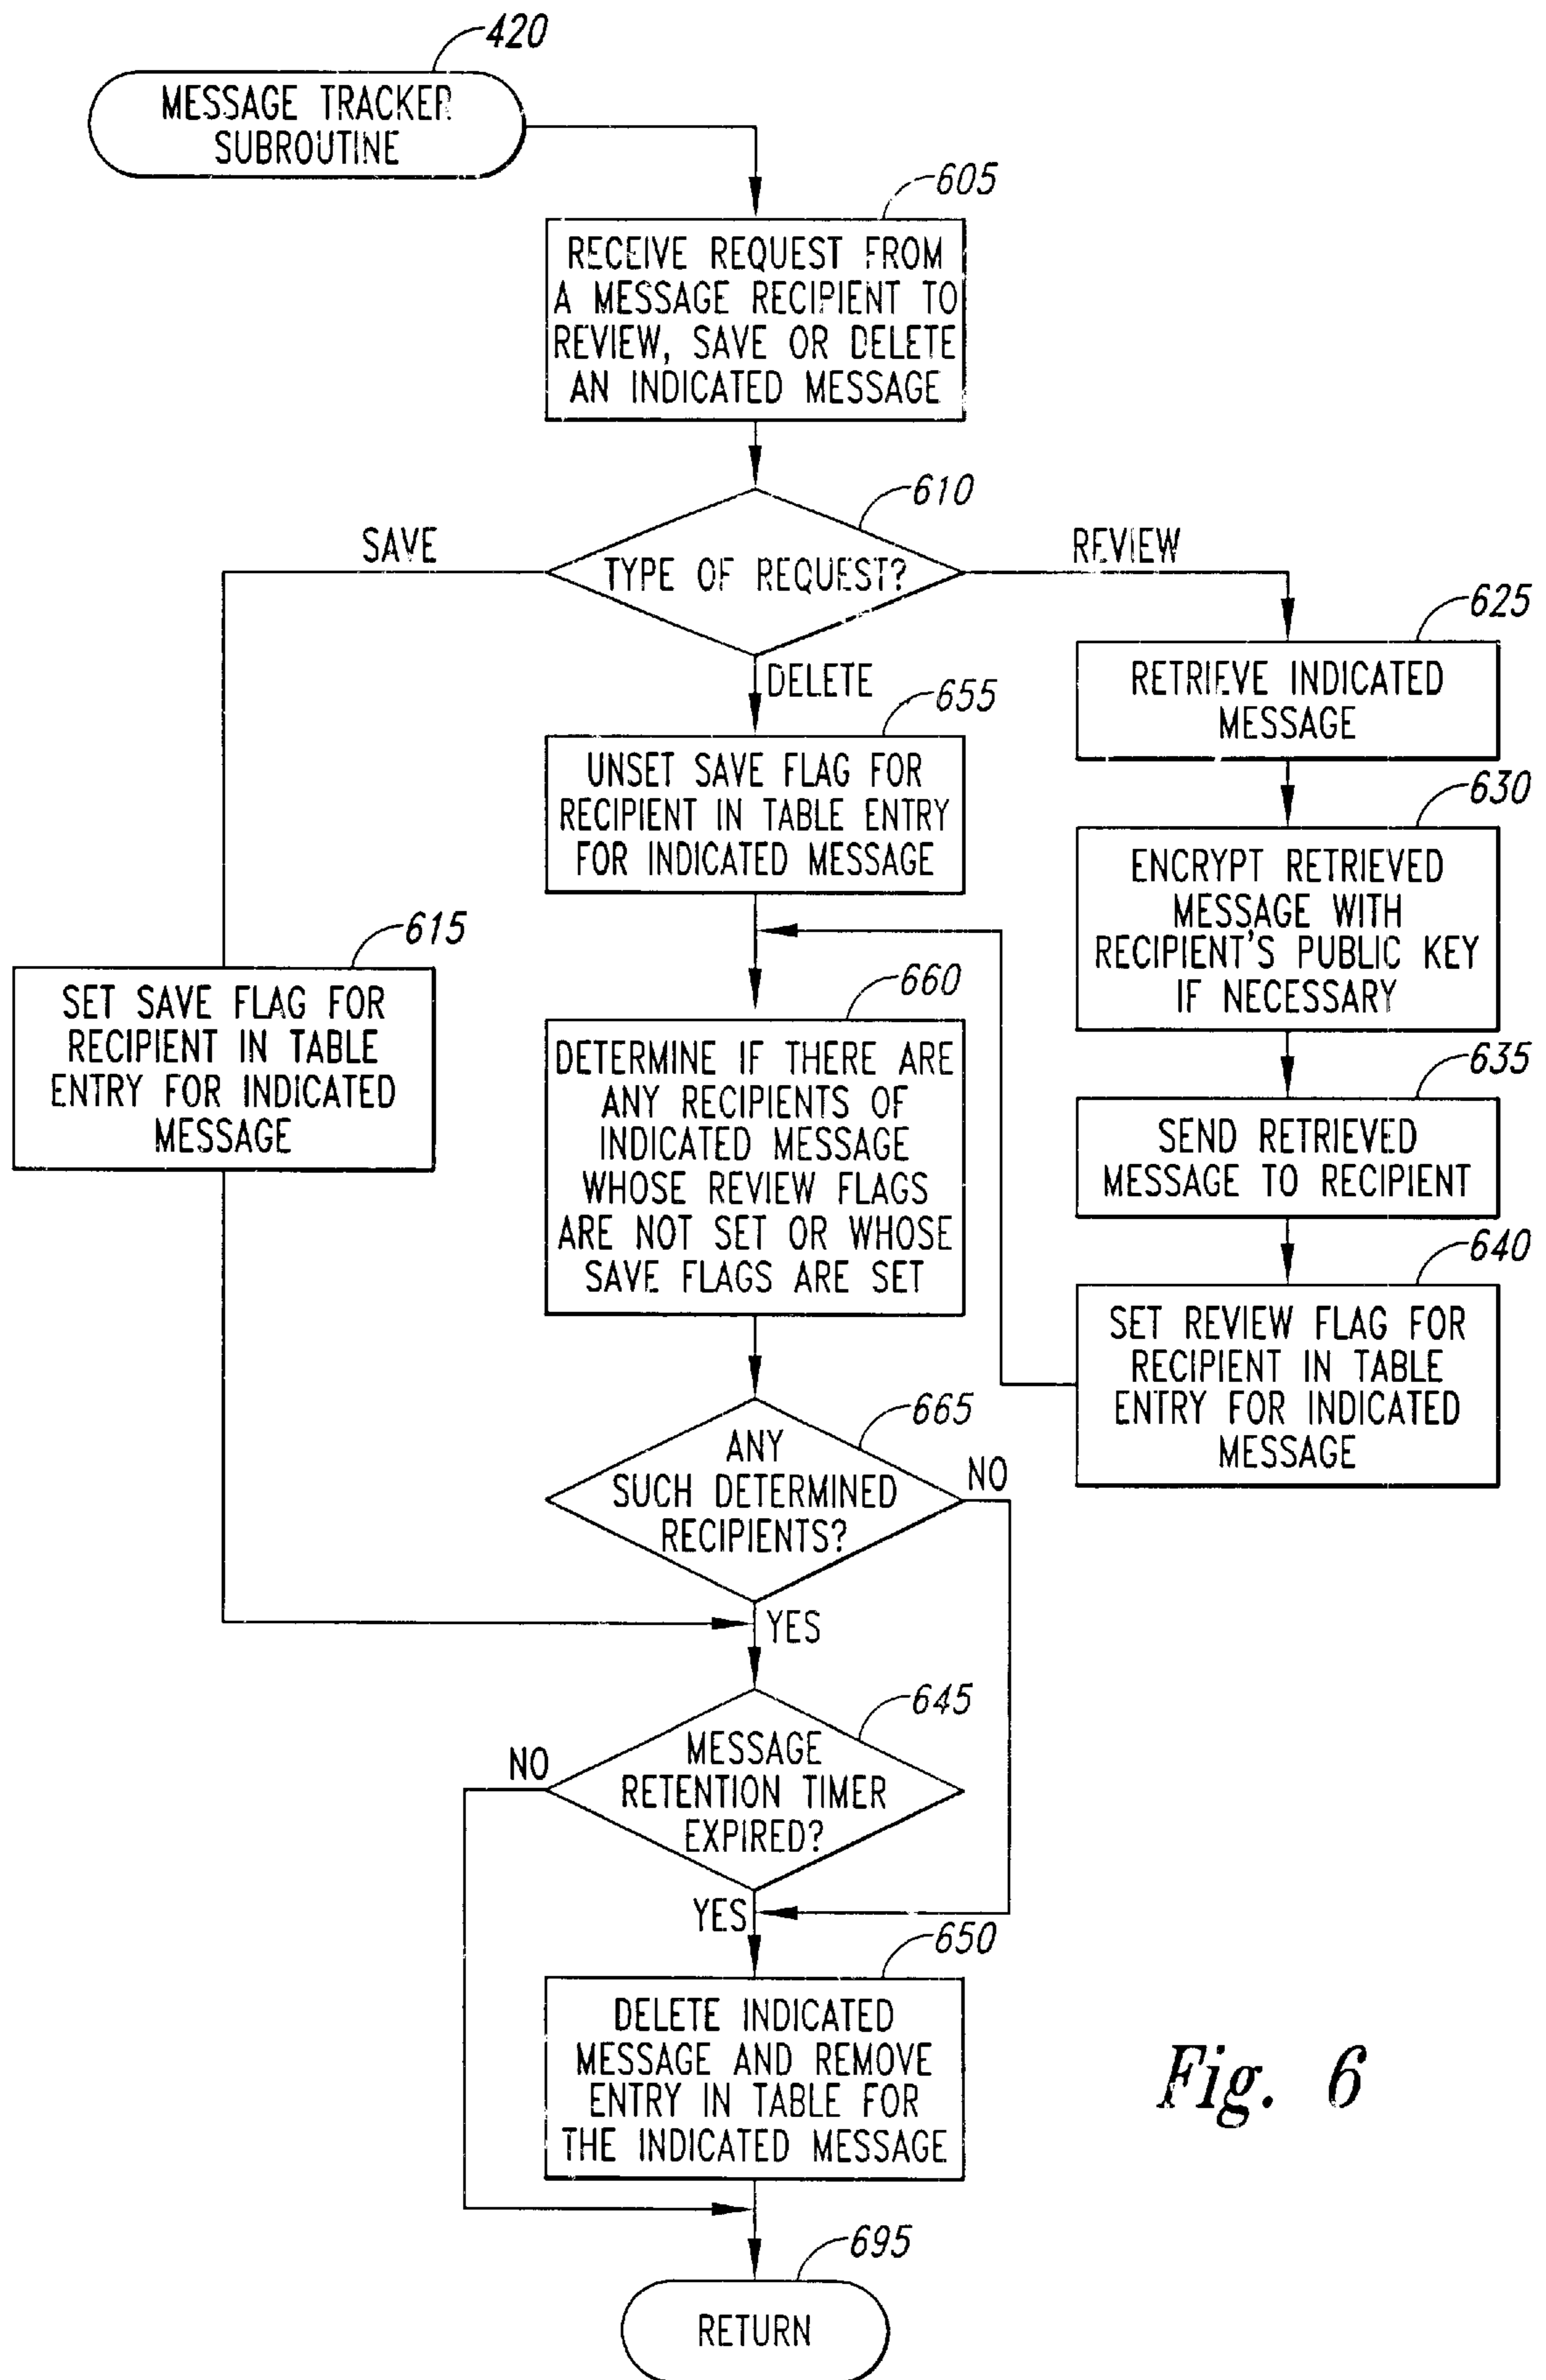 420
MESSAGE TRACKER
SUBROUTINE
605
RECEIVE REQUEST FROM
A MESSAGE RECIPIENT TO
REVIEW, SAVE OR DELETE
AN INDICATED MESSAGE
610
SAVE
TYPE OF REQUEST?
REVIEW
DELETE
625
RETRIEVE INDICATED
MESSAGE
655
UNSET SAVE FLAG FOR
RECIPIENT IN TABLE ENTRY
FOR INDICATED MESSAGE
630
ENCRYPT RETRIEVED
MESSAGE WITH
RECIPIENT'S PUBLIC KEY
IF NECESSARY
615
SET SAVE FLAG FOR
RECIPIENT IN TABLE
ENTRY FOR INDICATED
MESSAGE
660
DETERMINE IF THERE ARE
ANY RECIPIENTS OF
INDICATED MESSAGE
WHOSE REVIEW FLAGS
ARE NOT SET OR WHOSE
SAVE FLAGS ARE SET
635
SEND RETRIEVED
MESSAGE TO RECIPIENT
640
SET REVIEW FLAG FOR
RECIPIENT IN TABLE
ENTRY FOR INDICATED
MESSAGE
665
ANY
SUCH DETERMINED
RECIPIENTS?
NO
YES
645
MESSAGE
RETENTION TIMER
EXPIRED?
NO
YES
650
DELETE INDICATED
MESSAGE AND REMOVE
ENTRY IN TABLE FOR
THE INDICATED MESSAGE
695
RETURN
Fig. 6